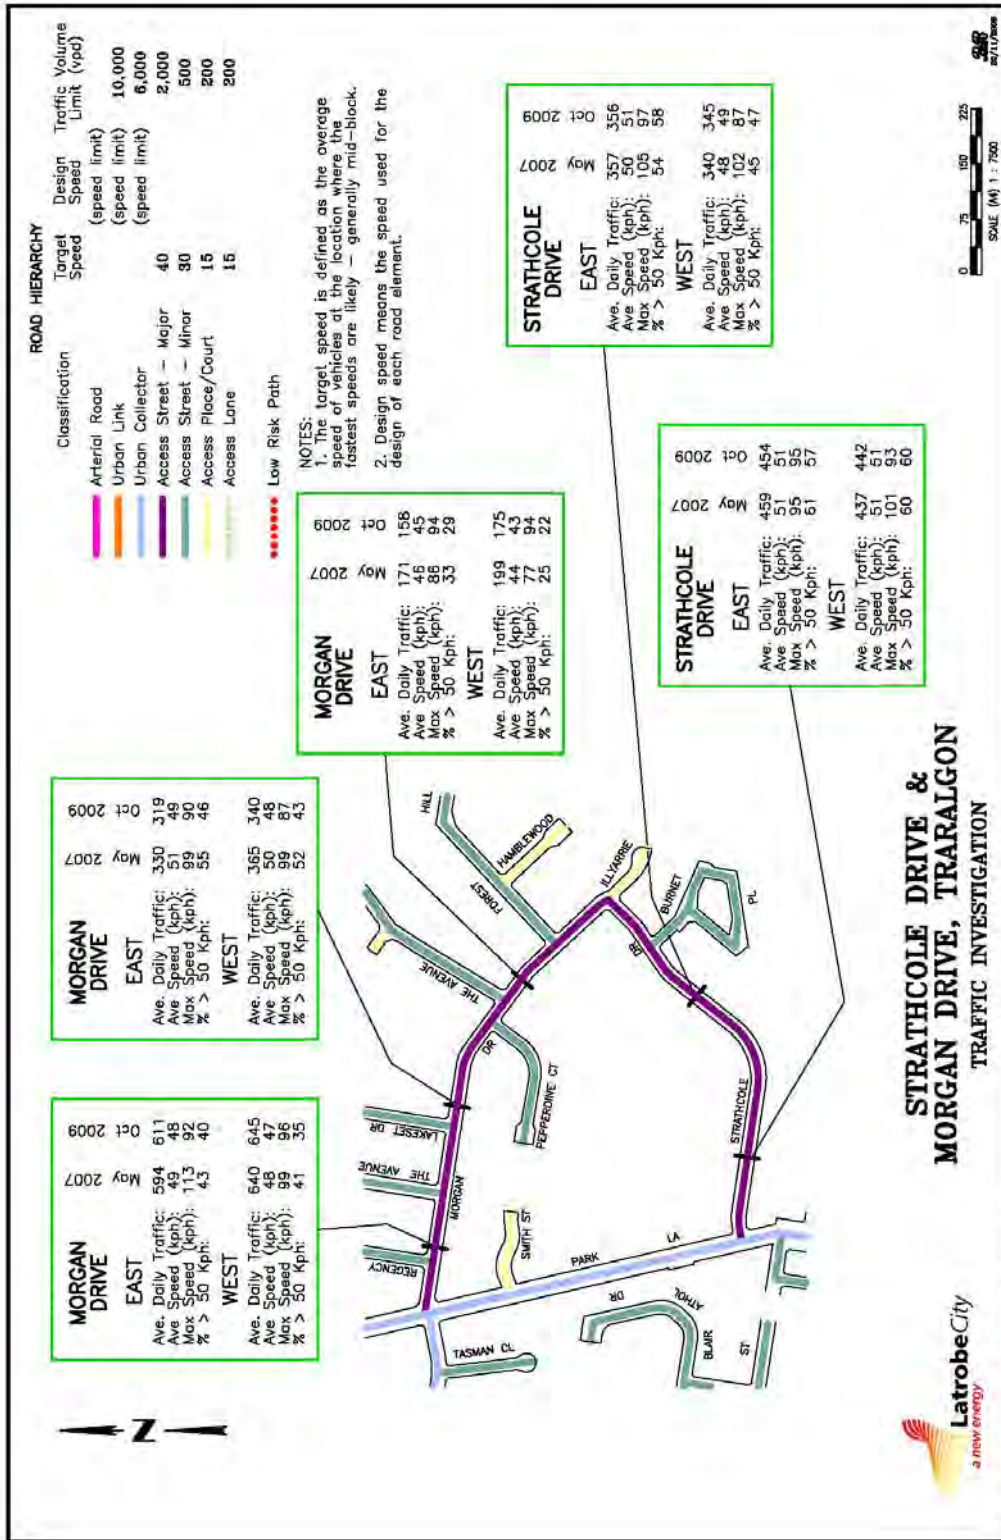 ROAD HIERARCHY
Classification Target Speed Design Speed Traffic Volume Limit (vpd)
Arterial Road (speed limit)
Urban Link (speed limit) 10,000
Urban Collector (speed limit) 6,000
Access Street – Major 40 2,000
Access Street – Minor 30 500
Access Place/Court 15 200
Access Lane 15 200
Low Risk Path
NOTES:
1. The target speed is defined as the average
speed of vehicles at the location where the
fastest speeds are likely – generally mid-block.
2. Design speed means the speed used for the
design of each road element.
MORGAN
DRIVE
May 2007 Oct 2009
EAST
Ave. Daily Traffic: 594 611
Ave Speed (kph): 49 48
Max Speed (kph): 113 92
% > 50 Kph: 43 40
WEST
Ave. Daily Traffic: 640 645
Ave Speed (kph): 48 47
Max Speed (kph): 99 96
% > 50 Kph: 41 35
MORGAN
DRIVE
May 2007 Oct 2009
EAST
Ave. Daily Traffic: 330 319
Ave Speed (kph): 51 49
Max Speed (kph): 99 90
% > 50 Kph: 55 46
WEST
Ave. Daily Traffic: 365 340
Ave Speed (kph): 50 48
Max Speed (kph): 99 87
% > 50 Kph: 52 43
MORGAN
DRIVE
May 2007 Oct 2009
EAST
Ave. Daily Traffic: 171 158
Ave Speed (kph): 46 45
Max Speed (kph): 86 94
% > 50 Kph: 33 29
WEST
Ave. Daily Traffic: 199 175
Ave Speed (kph): 44 43
Max Speed (kph): 77 94
% > 50 Kph: 25 22
STRATHCOLE
DRIVE
May 2007 Oct 2009
EAST
Ave. Daily Traffic: 357 356
Ave Speed (kph): 50 51
Max Speed (kph): 105 97
% > 50 Kph: 54 58
WEST
Ave. Daily Traffic: 340 345
Ave Speed (kph): 48 49
Max Speed (kph): 102 87
% > 50 Kph: 45 47
STRATHCOLE
DRIVE
May 2007 Oct 2009
EAST
Ave. Daily Traffic: 459 454
Ave Speed (kph): 51 51
Max Speed (kph): 95 95
% > 50 Kph: 61 57
WEST
Ave. Daily Traffic: 437 442
Ave Speed (kph): 51 51
Max Speed (kph): 101 93
% > 50 Kph: 60 60
N
REGENCY
THE AVENUE
LAKESET DR
MORGAN
DR
THE AVENUE
FOREST
HILL
HAMBLEWOOD
ILLYARRIE
BURNET
PL
DR
STRATHCOLE
PEPPERDINE CT
SMITH ST
PARK
LA
TASMAN CL
BLAIR
ATHOL
DR
ST
STRATHCOLE DRIVE &
MORGAN DRIVE, TRARALGON
TRAFFIC INVESTIGATION
LatrobeCity
a new energy
0 75 150 225
SCALE (A4) 1 : 7500